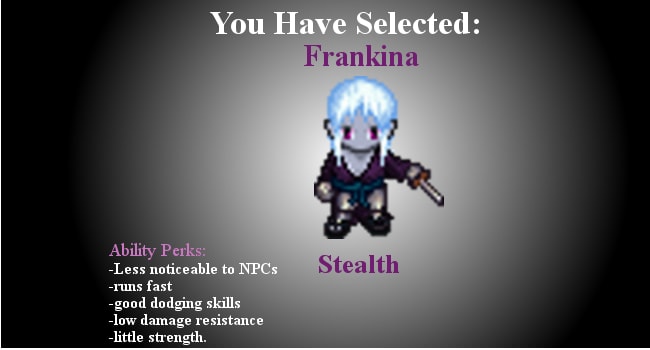 You Have Selected:
Frankina
Stealth
Ability Perks:
-Less noticeable to NPCs
-runs fast
-good dodging skills
-low damage resistance
-little strength.